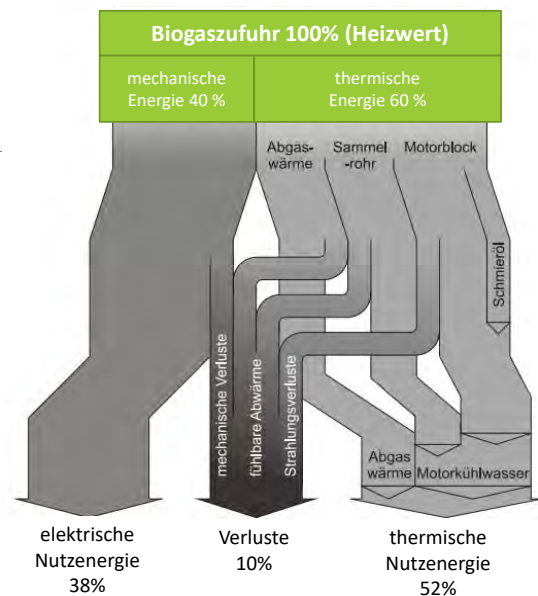 Biogaszufuhr 100% (Heizwert)
mechanische
Energie 40 %
thermische
Energie 60 %
Abgas-
wärme
Sammel
-rohr
Motorblock
Schmieröl
mechanische Verluste
fühlbare Abwärme
Strahlungsverluste
Abgas
wärme
Motorkühlwasser
elektrische
Nutzenergie
38%
Verluste
10%
thermische
Nutzenergie
52%